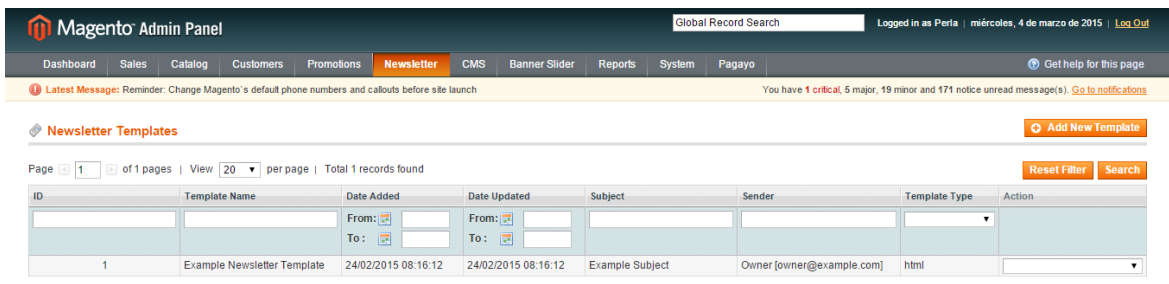 Magento® Admin Panel
Global Record Search
Logged in as Perla | miércoles, 4 de marzo de 2015 | Log Out
Dashboard Sales Catalog Customers Promotions Newsletter CMS Banner Slider Reports System Pagayo Get help for this page
Latest Message: Reminder: Change Magento`s default phone numbers and callouts before site launch You have 1 critical, 5 major, 19 minor and 171 notice unread message(s). Go to notifications
Newsletter Templates Add New Template
Page 1 of 1 pages | View 20 per page | Total 1 records found Reset Filter Search
ID Template Name Date Added Date Updated Subject Sender Template Type Action
From: From:
To : To :
1 Example Newsletter Template 24/02/2015 08:16:12 24/02/2015 08:16:12 Example Subject Owner [owner@example.com] html